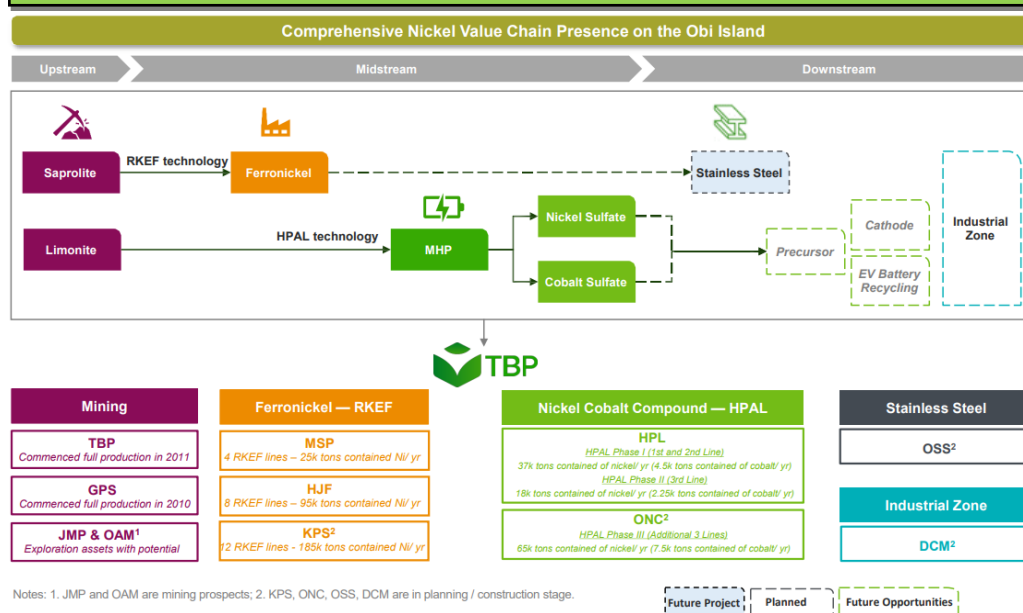 Comprehensive Nickel Value Chain Presence on the Obi Island
Upstream
Midstream
Downstream
Saprolite
RKEF technology
Ferronickel
Stainless Steel
Limonite
HPAL technology
MHP
Nickel Sulfate
Cobalt Sulfate
Precursor
Cathode
EV Battery
Recycling
Industrial
Zone
TBP
Mining
TBP
Commenced full production in 2011
GPS
Commenced full production in 2010
JMP & OAM¹
Exploration assets with potential
Ferronickel — RKEF
MSP
4 RKEF lines – 25k tons contained Ni/ yr
HJF
8 RKEF lines – 95k tons contained Ni/ yr
KPS²
12 RKEF lines - 185k tons contained Ni/ yr
Nickel Cobalt Compound — HPAL
HPL
HPAL Phase I (1st and 2nd Line)
37k tons contained of nickel/ yr (4.5k tons contained of cobalt/ yr)
HPAL Phase II (3rd Line)
18k tons contained of nickel/ yr (2.25k tons contained of cobalt/ yr)
ONC²
HPAL Phase III (Additional 3 Lines)
65k tons contained of nickel/ yr (7.5k tons contained of cobalt/ yr)
Stainless Steel
OSS²
Industrial Zone
DCM²
Notes: 1. JMP and OAM are mining prospects; 2. KPS, ONC, OSS, DCM are in planning / construction stage.
Future Project
Planned
Future Opportunities